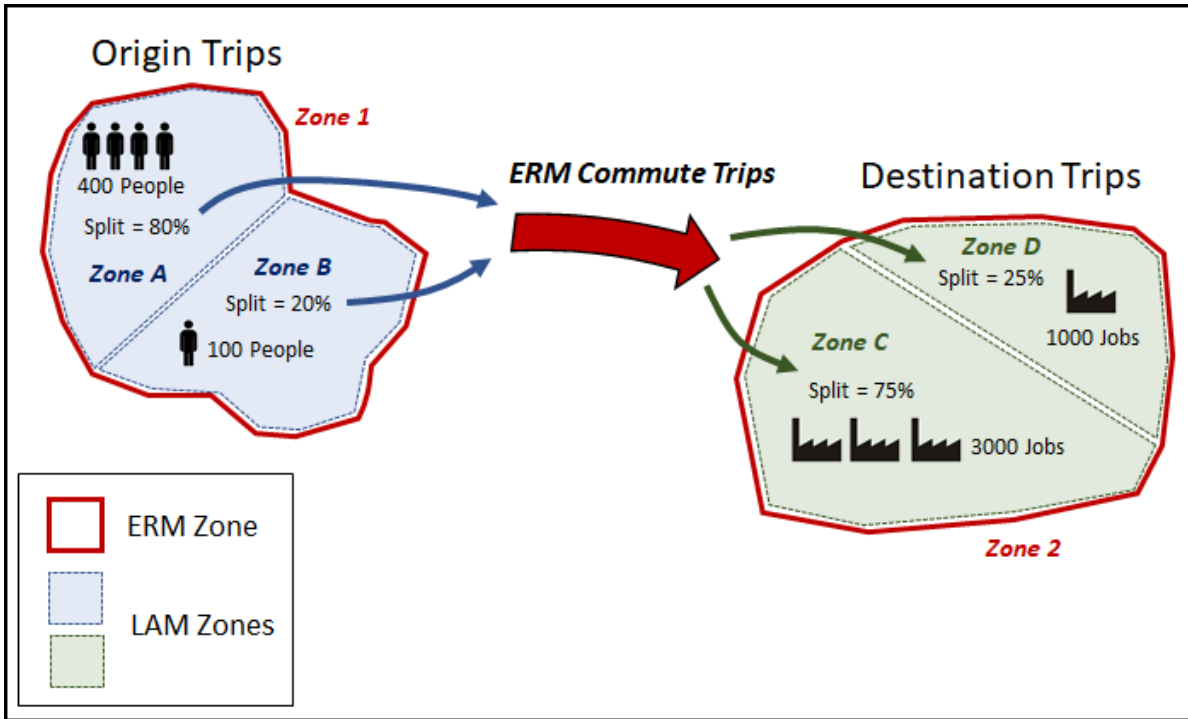 Origin Trips
Zone 1
400 People
Split = 80%
Zone A
Zone B
Split = 20%
100 People
ERM Commute Trips
Destination Trips
Zone D
Split = 25%
1000 Jobs
Zone C
Split = 75%
3000 Jobs
Zone 2
ERM Zone
LAM Zones